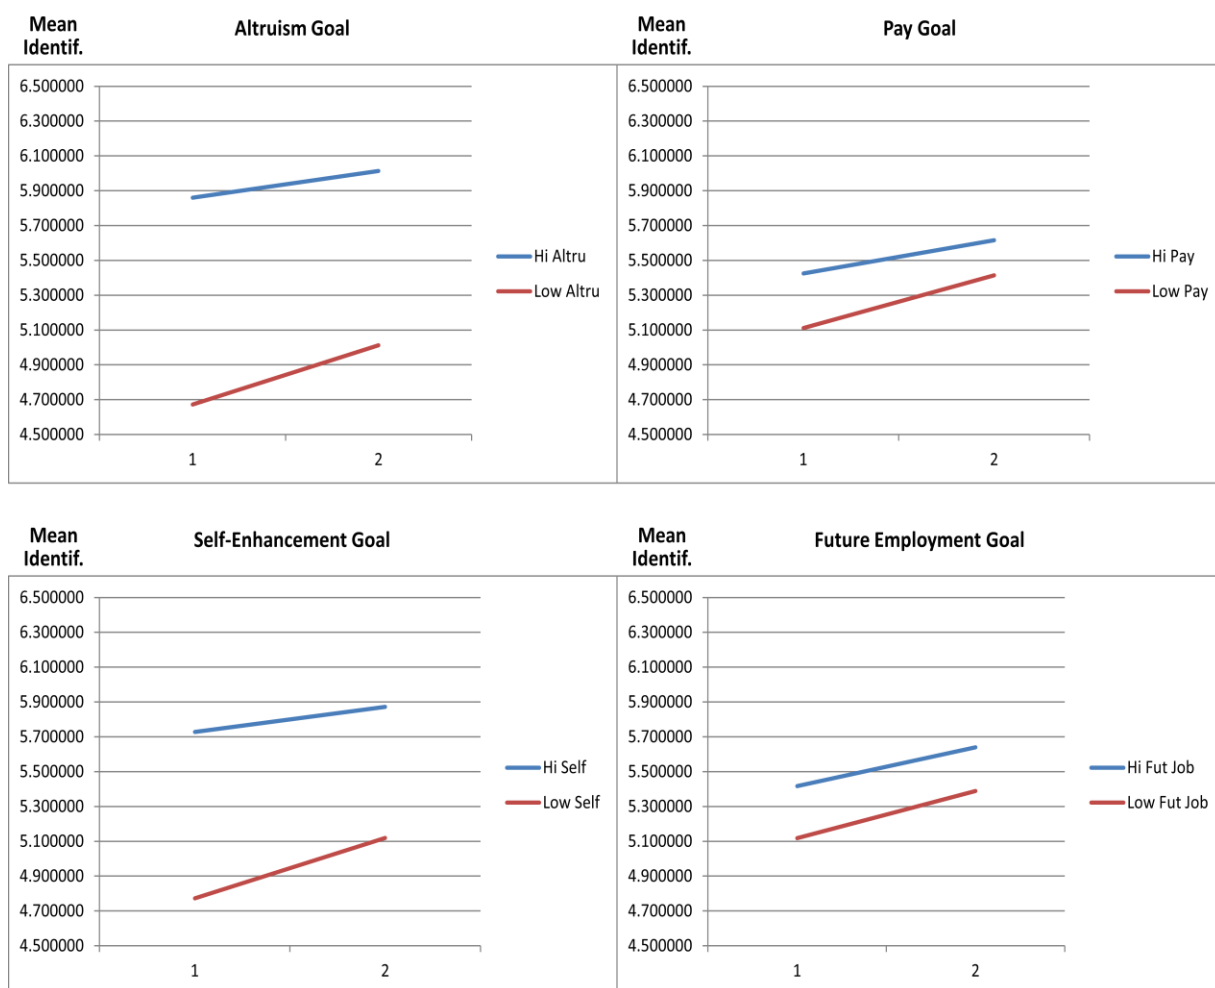 Mean
Identif.
Altruism Goal
6.500000
6.300000
6.100000
5.900000
5.700000
5.500000
5.300000
5.100000
4.900000
4.700000
4.500000
1
2
Hi Altru
Low Altru
Mean
Identif.
Pay Goal
6.500000
6.300000
6.100000
5.900000
5.700000
5.500000
5.300000
5.100000
4.900000
4.700000
4.500000
1
2
Hi Pay
Low Pay
Mean
Identif.
Self-Enhancement Goal
6.500000
6.300000
6.100000
5.900000
5.700000
5.500000
5.300000
5.100000
4.900000
4.700000
4.500000
1
2
Hi Self
Low Self
Mean
Identif.
Future Employment Goal
6.500000
6.300000
6.100000
5.900000
5.700000
5.500000
5.300000
5.100000
4.900000
4.700000
4.500000
1
2
Hi Fut Job
Low Fut Job